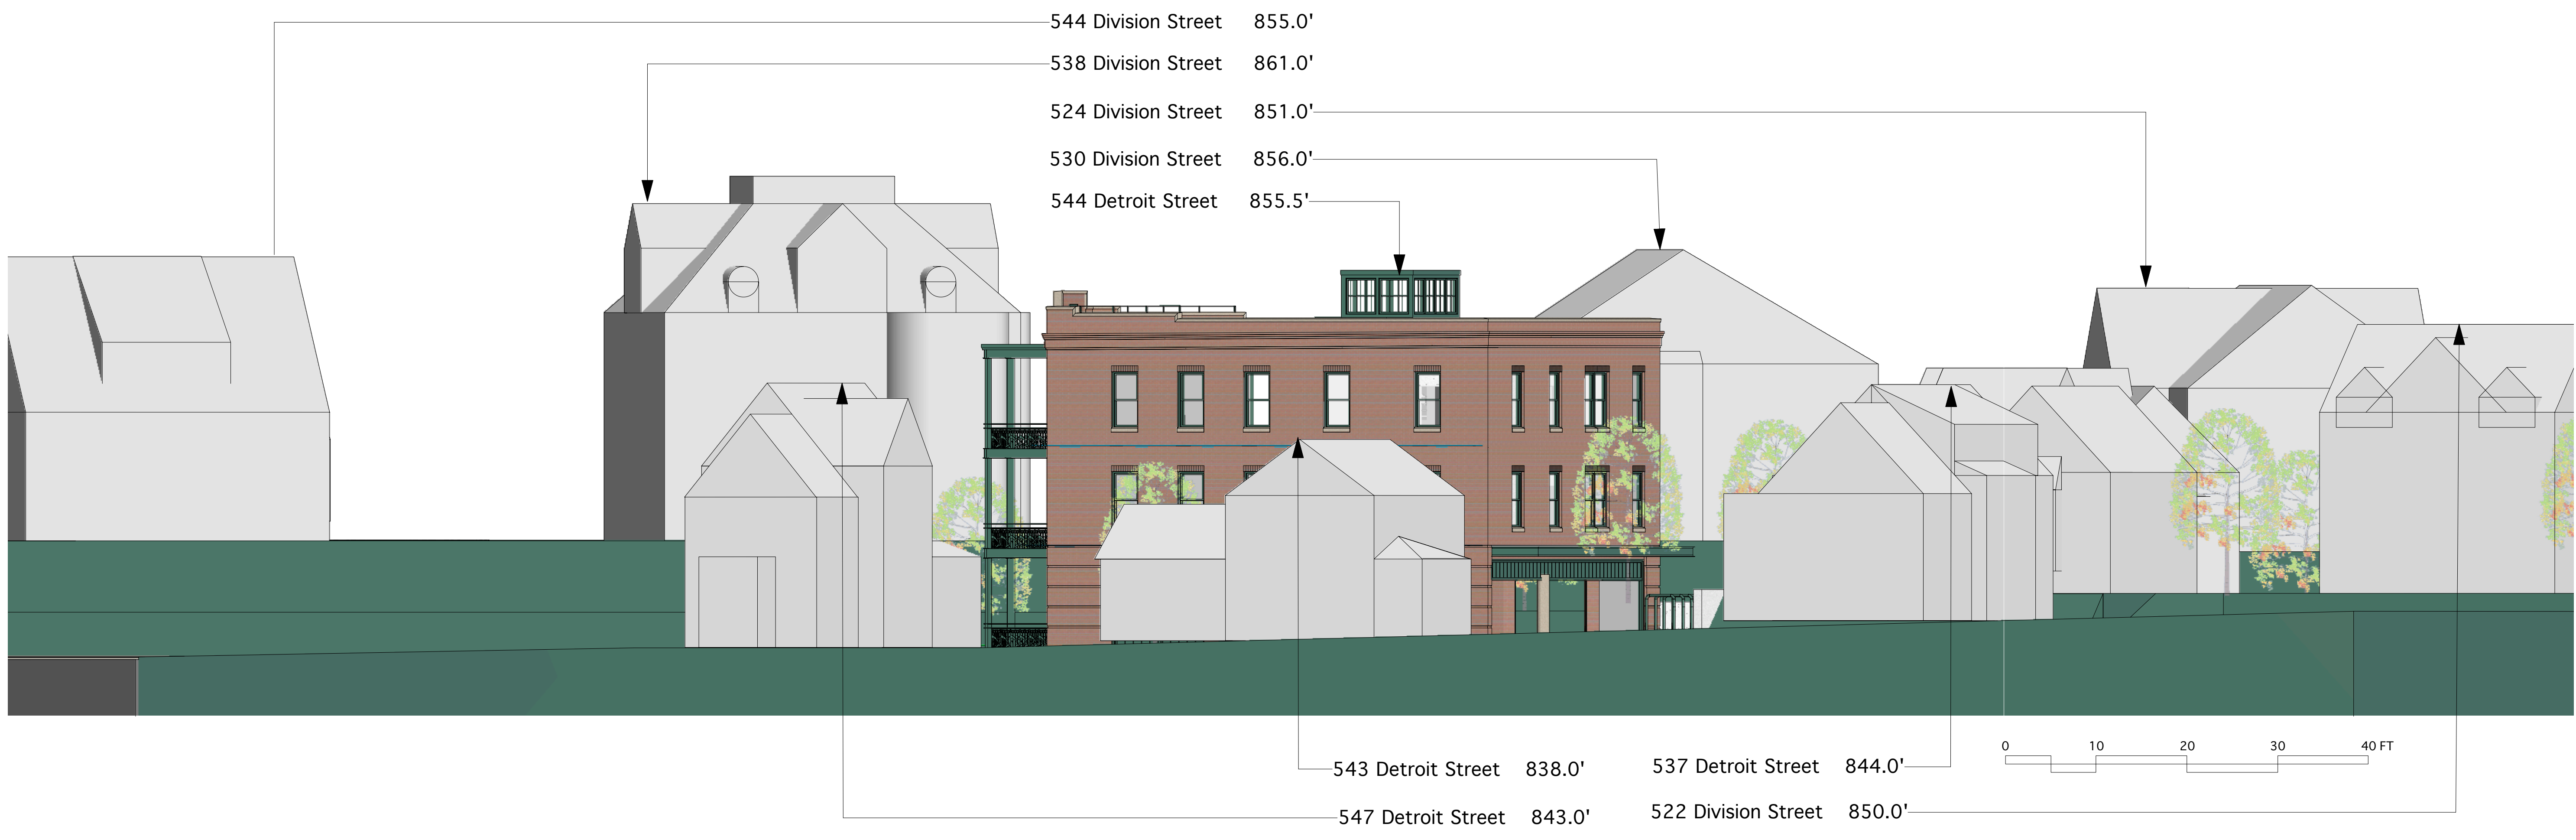 544 Division Street 855.0'
538 Division Street 861.0'
524 Division Street 851.0'
530 Division Street 856.0'
544 Detroit Street 855.5'
0 10 20 30 40 FT
543 Detroit Street 838.0'
537 Detroit Street 844.0'
547 Detroit Street 843.0'
522 Division Street 850.0'